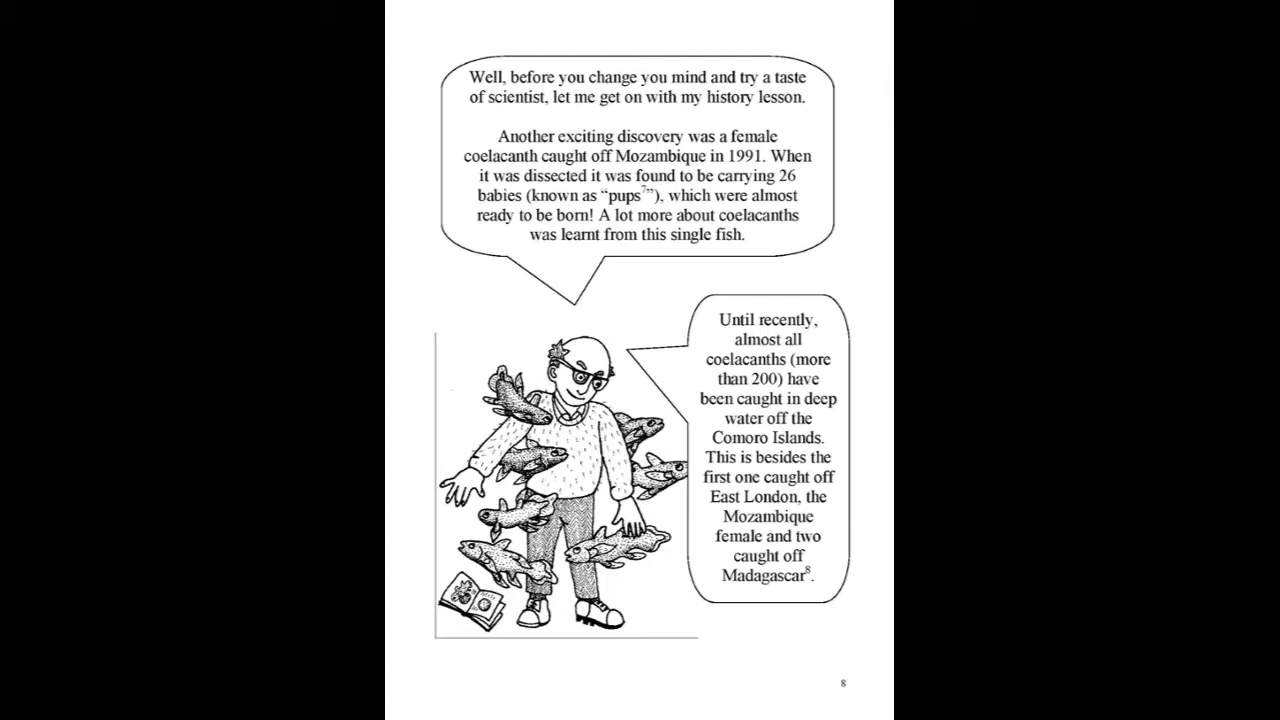 Well, before you change you mind and try a taste
of scientist, let me get on with my history lesson.
Another exciting discovery was a female
coelacanth caught off Mozambique in 1991. When
it was dissected it was found to be carrying 26
babies (known as “pups⁷”), which were almost
ready to be born! A lot more about coelacanths
was learnt from this single fish.
Until recently,
almost all
coelacanths (more
than 200) have
been caught in deep
water off the
Comoro Islands.
This is besides the
first one caught off
East London, the
Mozambique
female and two
caught off
Madagascar⁸.
8